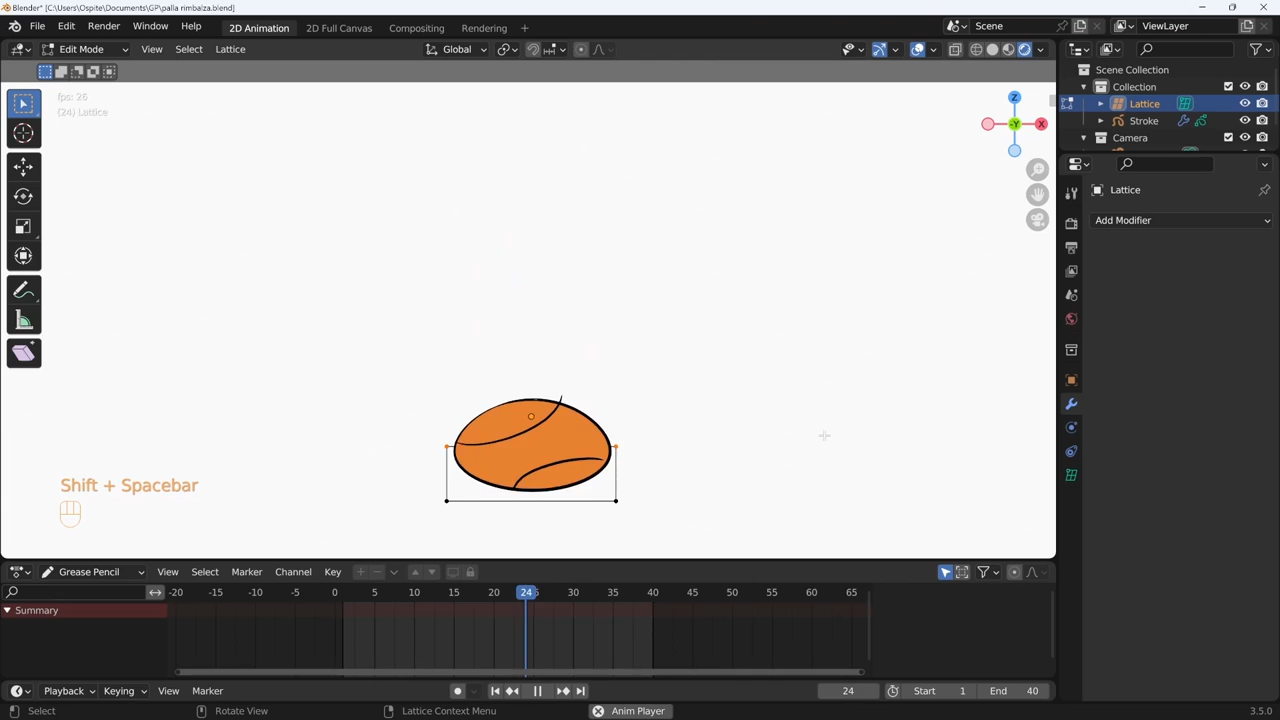 Blender* [C:\Users\Ospite\Documents\GP\palla rimbalza.blend]
File Edit Render Window Help 2D Animation 2D Full Canvas Compositing Rendering + Scene ViewLayer
Edit Mode View Select Lattice Global
fps: 26
(24) Lattice
Z
-Y
X
Scene Collection
Collection
Lattice
Stroke
Camera
Lattice
Add Modifier
Shift + Spacebar
Grease Pencil View Select Marker Channel Key
-20 -15 -10 -5 0 5 10 15 20 24 30 35 40 45 50 55 60 65
Summary
Playback Keying View Marker 24 Start 1 End 40
Select Rotate View Lattice Context Menu Anim Player 3.5.0